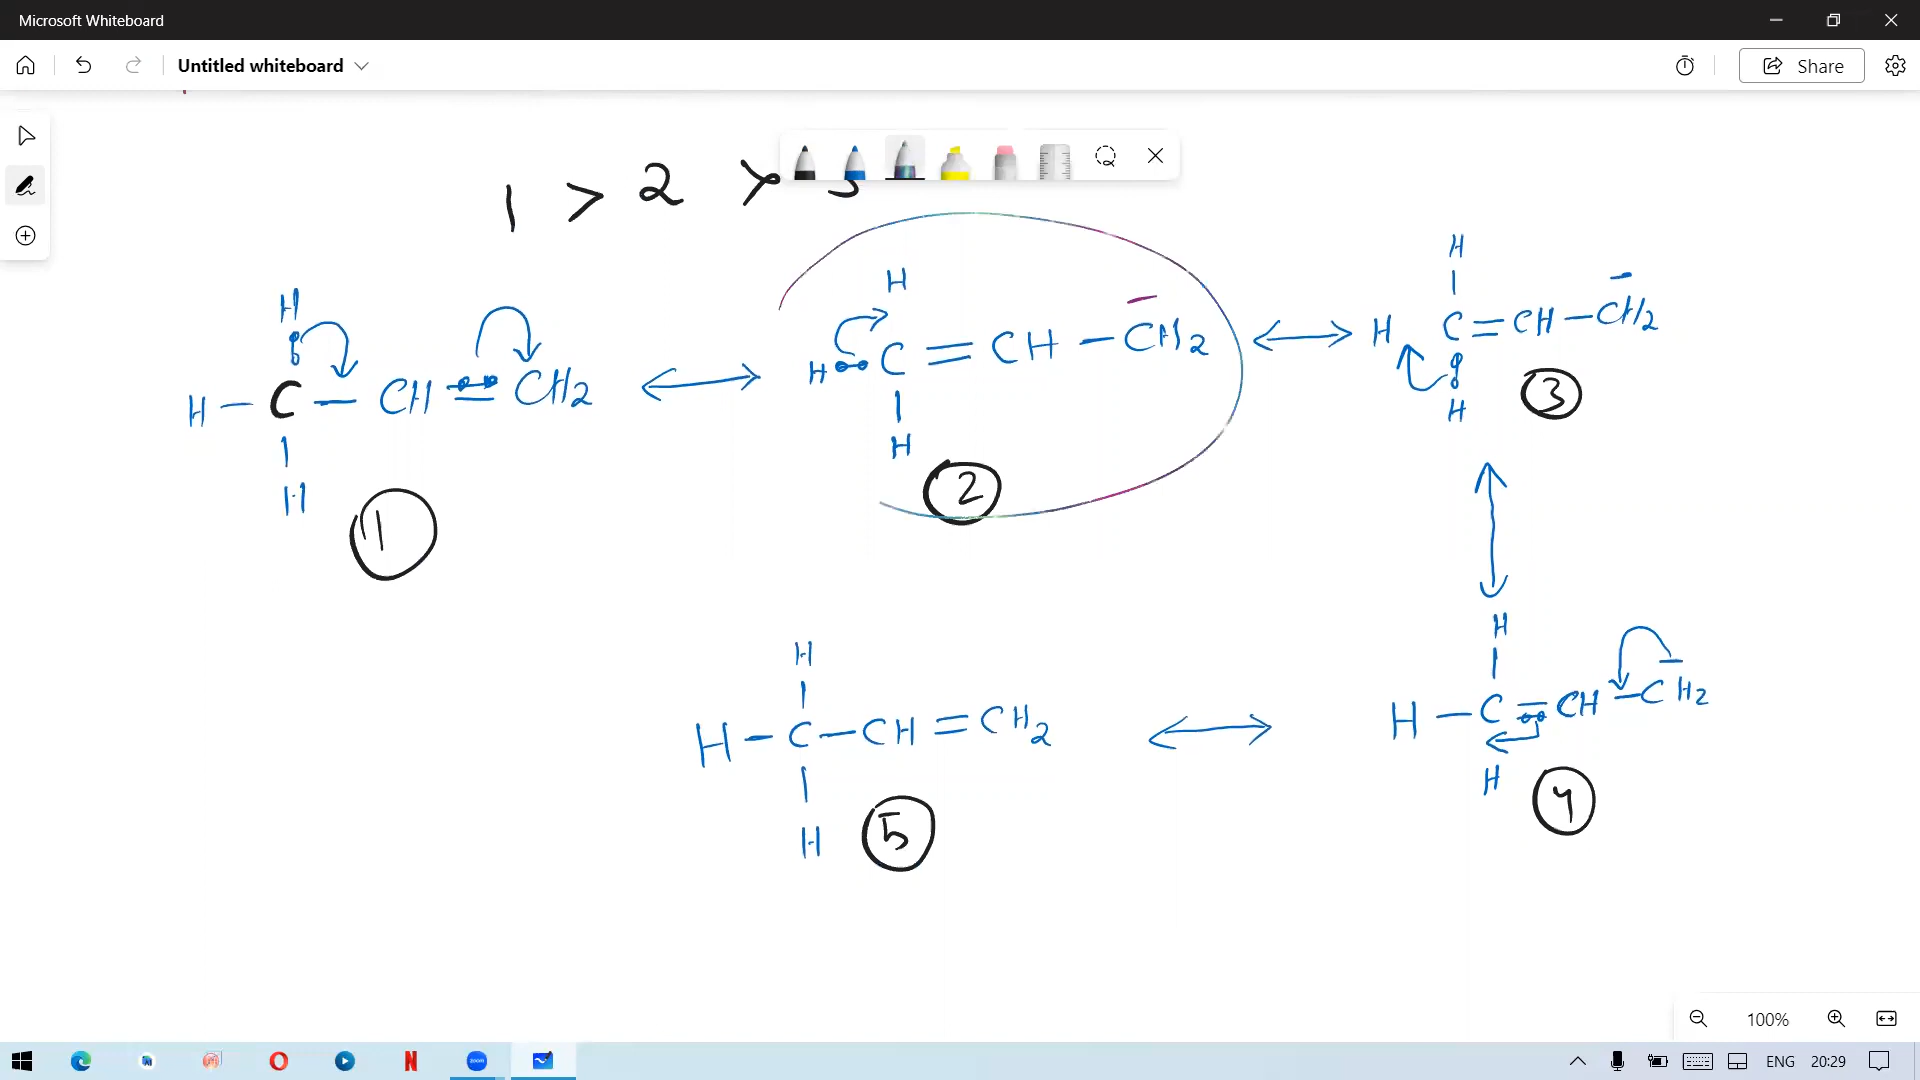 Microsoft Whiteboard
Untitled whiteboard
Share
1 > 2 >
H
H – C – CH = CH2
H
1
H
H C = CH – CH2
H
2
H
H C = CH – CH2
–
H
3
H
H – C = CH – CH2
–
H
4
H
H – C – CH = CH2
H
5
100%
zoom
N
ENG
20:29